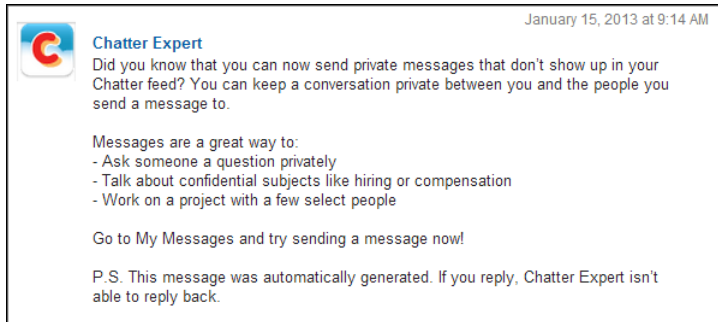 January 15, 2013 at 9:14 AM
Chatter Expert
Did you know that you can now send private messages that don't show up in your
Chatter feed? You can keep a conversation private between you and the people you
send a message to.
Messages are a great way to:
- Ask someone a question privately
- Talk about confidential subjects like hiring or compensation
- Work on a project with a few select people
Go to My Messages and try sending a message now!
P.S. This message was automatically generated. If you reply, Chatter Expert isn't
able to reply back.